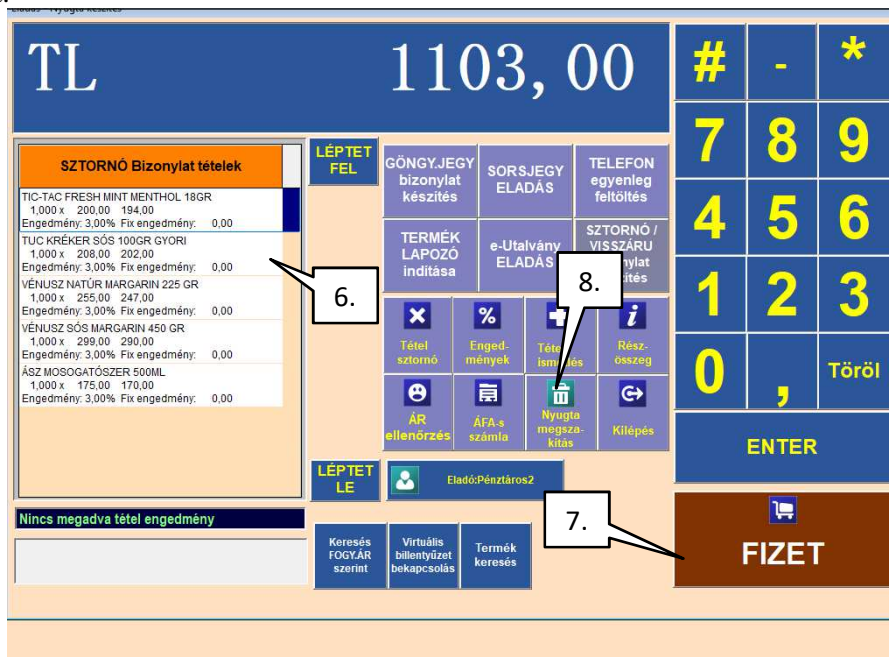 TL 1103,00
# - *
7 8 9
4 5 6
1 2 3
0 , Töröl
ENTER
FIZET
SZTORNÓ Bizonylat tételek
TIC-TAC FRESH MINT MENTHOL 18GR
1,000 x 200,00 194,00
Engedmény: 3,00% Fix engedmény: 0,00
TUC KRÉKER SÓS 100GR GYORI
1,000 x 208,00 202,00
Engedmény: 3,00% Fix engedmény: 0,00
VÉNUSZ NATÚR MARGARIN 225 GR
1,000 x 255,00 247,00
Engedmény: 3,00% Fix engedmény: 0,00
VÉNUSZ SÓS MARGARIN 450 GR
1,000 x 299,00 290,00
Engedmény: 3,00% Fix engedmény: 0,00
ÁSZ MOSOGATÓSZER 500ML
1,000 x 175,00 170,00
Engedmény: 3,00% Fix engedmény: 0,00
Nincs megadva tétel engedmény
LÉPTET
FEL
LÉPTET
LE
GÖNGY.JEGY
bizonylat
készítés
SORSJEGY
ELADÁS
TELEFON
egyenleg
feltöltés
TERMÉK
LAPOZÓ
indítása
e-Utalvány
ELADÁS
SZTORNÓ /
VISSZÁRU
Tétel
sztornó
Enged-
mények
Rész-
összeg
ÁR
ellenőrzés
ÁFA-s
számla
Nyugta
megsza-
kítás
Kilépés
Eladó:Pénztáros2
Keresés
FOGY.ÁR
szerint
Virtuális
billentyűzet
bekapcsolás
Termék
keresés
6.
7.
8.